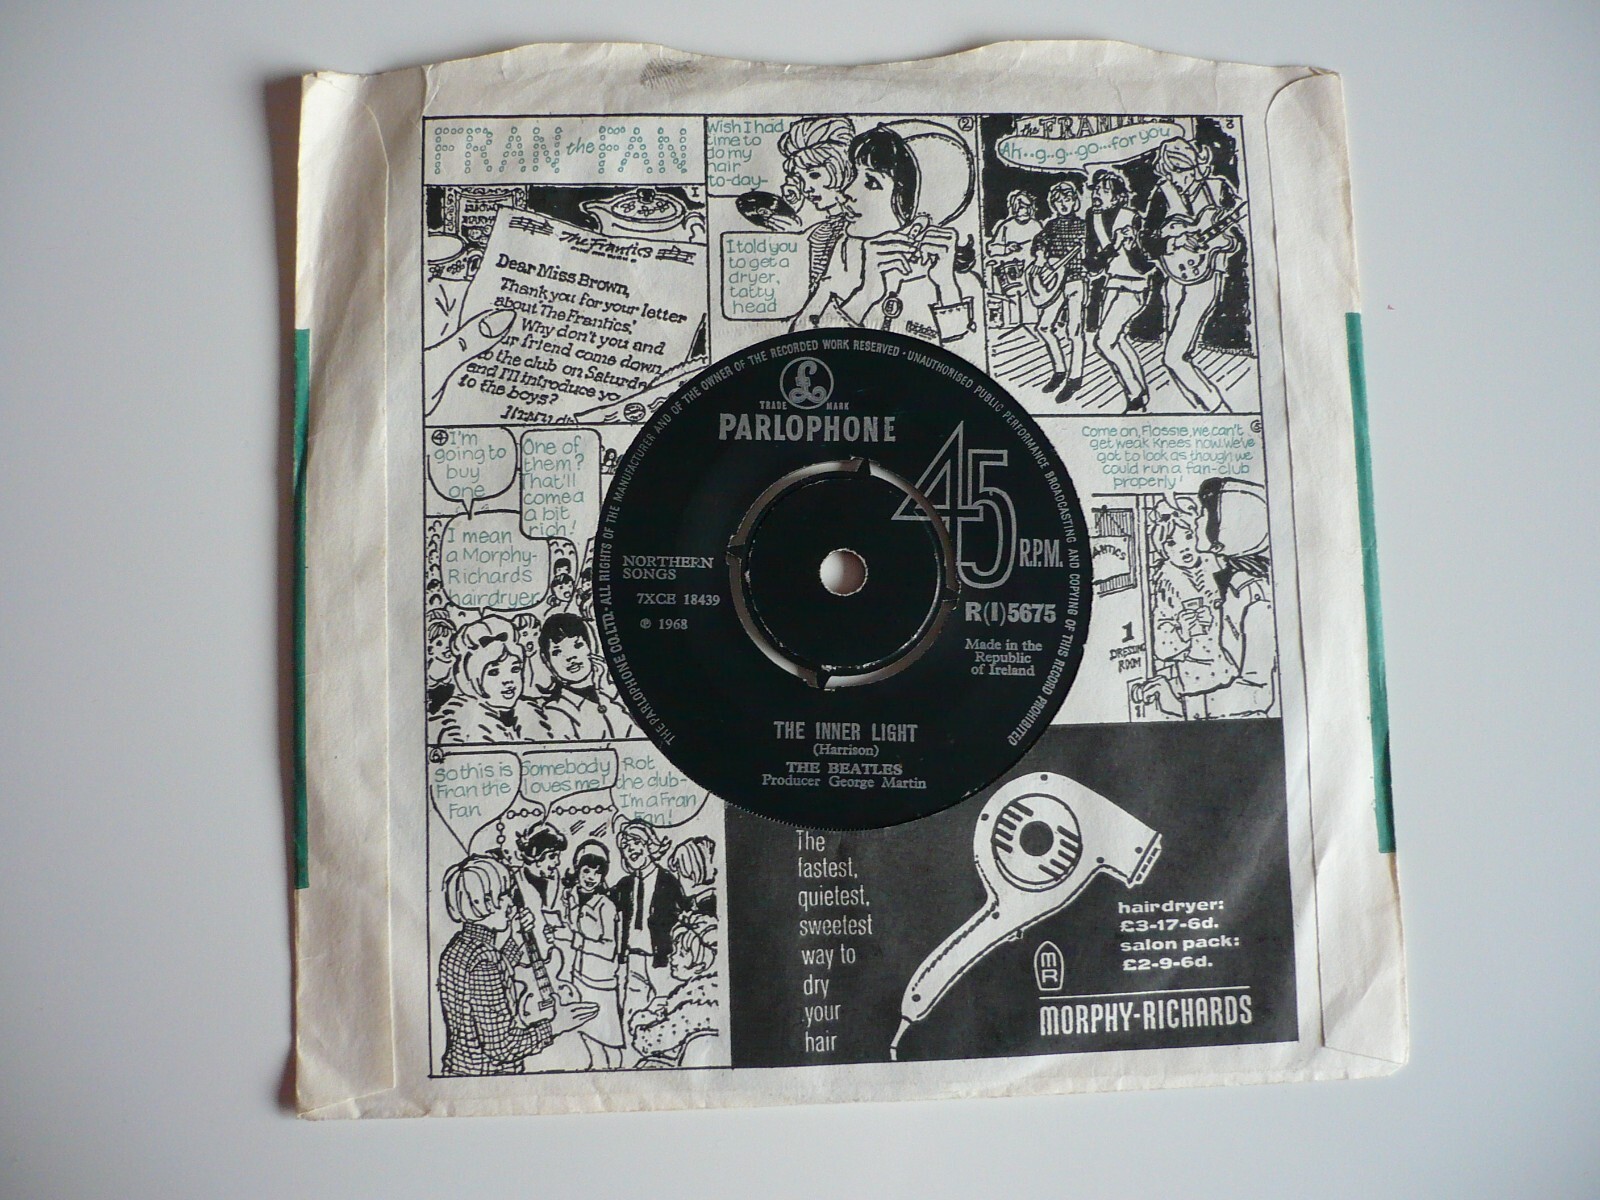 FRAN the FAN
1
The Frantics
Dear Miss Brown,
Thank you for your letter
about 'The Frantics'.
Why don't you and
ur friend come down
to the club on Saturda
and I'll introduce yo
to the boys?
2
Wish I had
time to
do my
hair
to-day-
I told you
to get a
dryer,
tatty
head
the FRANTI
Ah..g..g..go...for you
4
I'm
going to
buy
one
One of
them?
That'll
come a
a bit
rich!
I mean
a Morphy-
Richards
hairdryer
Come on, Flossie, we can't
get weak knees now. We've
got to look as though we
could run a fan-club
properly!
ANTICS
1
DRESSING
ROOM
So this is
Fran the
Fan
Somebody
loves me!
Rot
the club-
I'm a Fran
Fan!
The
fastest,
quietest,
sweetest
way to
dry
your
hair
hairdryer:
£3-17-6d.
salon pack:
£2-9-6d.
MR
MORPHY-RICHARDS
THE PARLOPHONE CO.LTD. ALL RIGHTS OF THE MANUFACTURER AND OF THE OWNER OF THE RECORDED WORK RESERVED · UNAUTHORISED PUBLIC PERFORMANCE BROADCASTING AND COPYING OF THIS RECORD PROHIBITED
£
TRADE MARK
PARLOPHONE
45
R.P.M.
NORTHERN
SONGS
7XCE 18439
℗ 1968
R(I)5675
Made in the
Republic
of Ireland
THE INNER LIGHT
(Harrison)
THE BEATLES
Producer George Martin